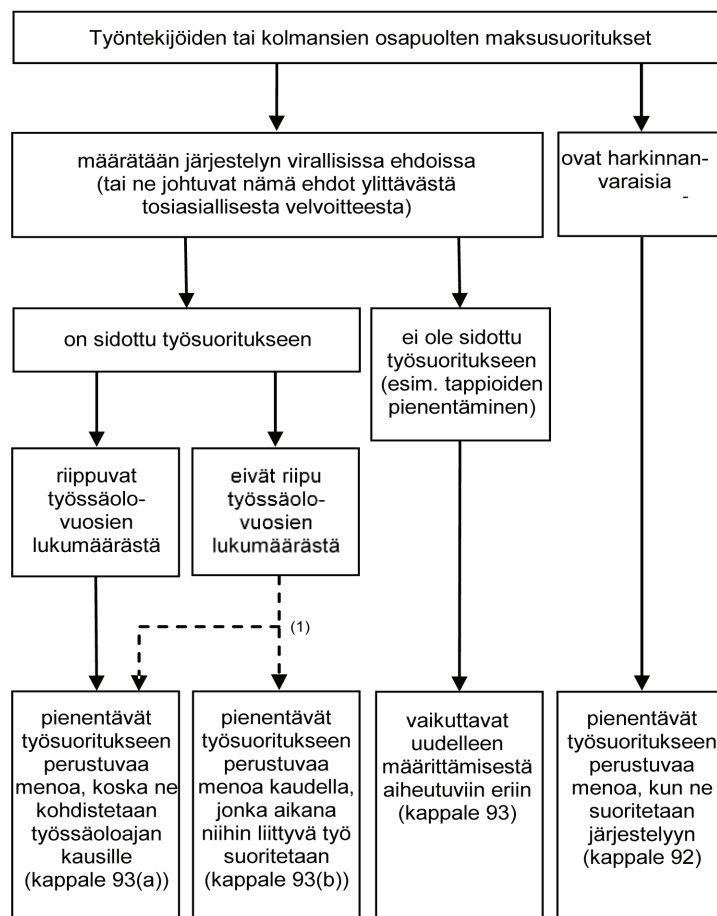 Työntekijöiden tai kolmansien osapuolten maksusuoritukset
määrätään järjestelyn virallisissa ehdoissa
(tai ne johtuvat nämä ehdot ylittävästä
tosiasiallisesta velvoitteesta)
ovat harkinnan-
varaisia
-
on sidottu työsuoritukseen
ei ole sidottu
työsuoritukseen
(esim. tappioiden
pienentäminen)
riippuvat
työssäolo-
vuosien
lukumäärästä
eivät riipu
työssäolo-
vuosien
lukumäärästä
(1)
pienentävät
työsuoritukseen
perustuvaa
menoa, koska ne
kohdistetaan
työssäoloajan
kausille
(kappale 93(a))
pienentävät
työsuoritukseen
perustuvaa
menoa kaudella,
jonka aikana
niihin liittyvä työ
suoritetaan
(kappale 93(b))
vaikuttavat
uudelleen
määrittämisestä
aiheutuviin eriin
(kappale 93)
pienentävät
työsuoritukseen
perustuvaa
menoa, kun ne
suoritetaan
järjestelyyn
(kappale 92)